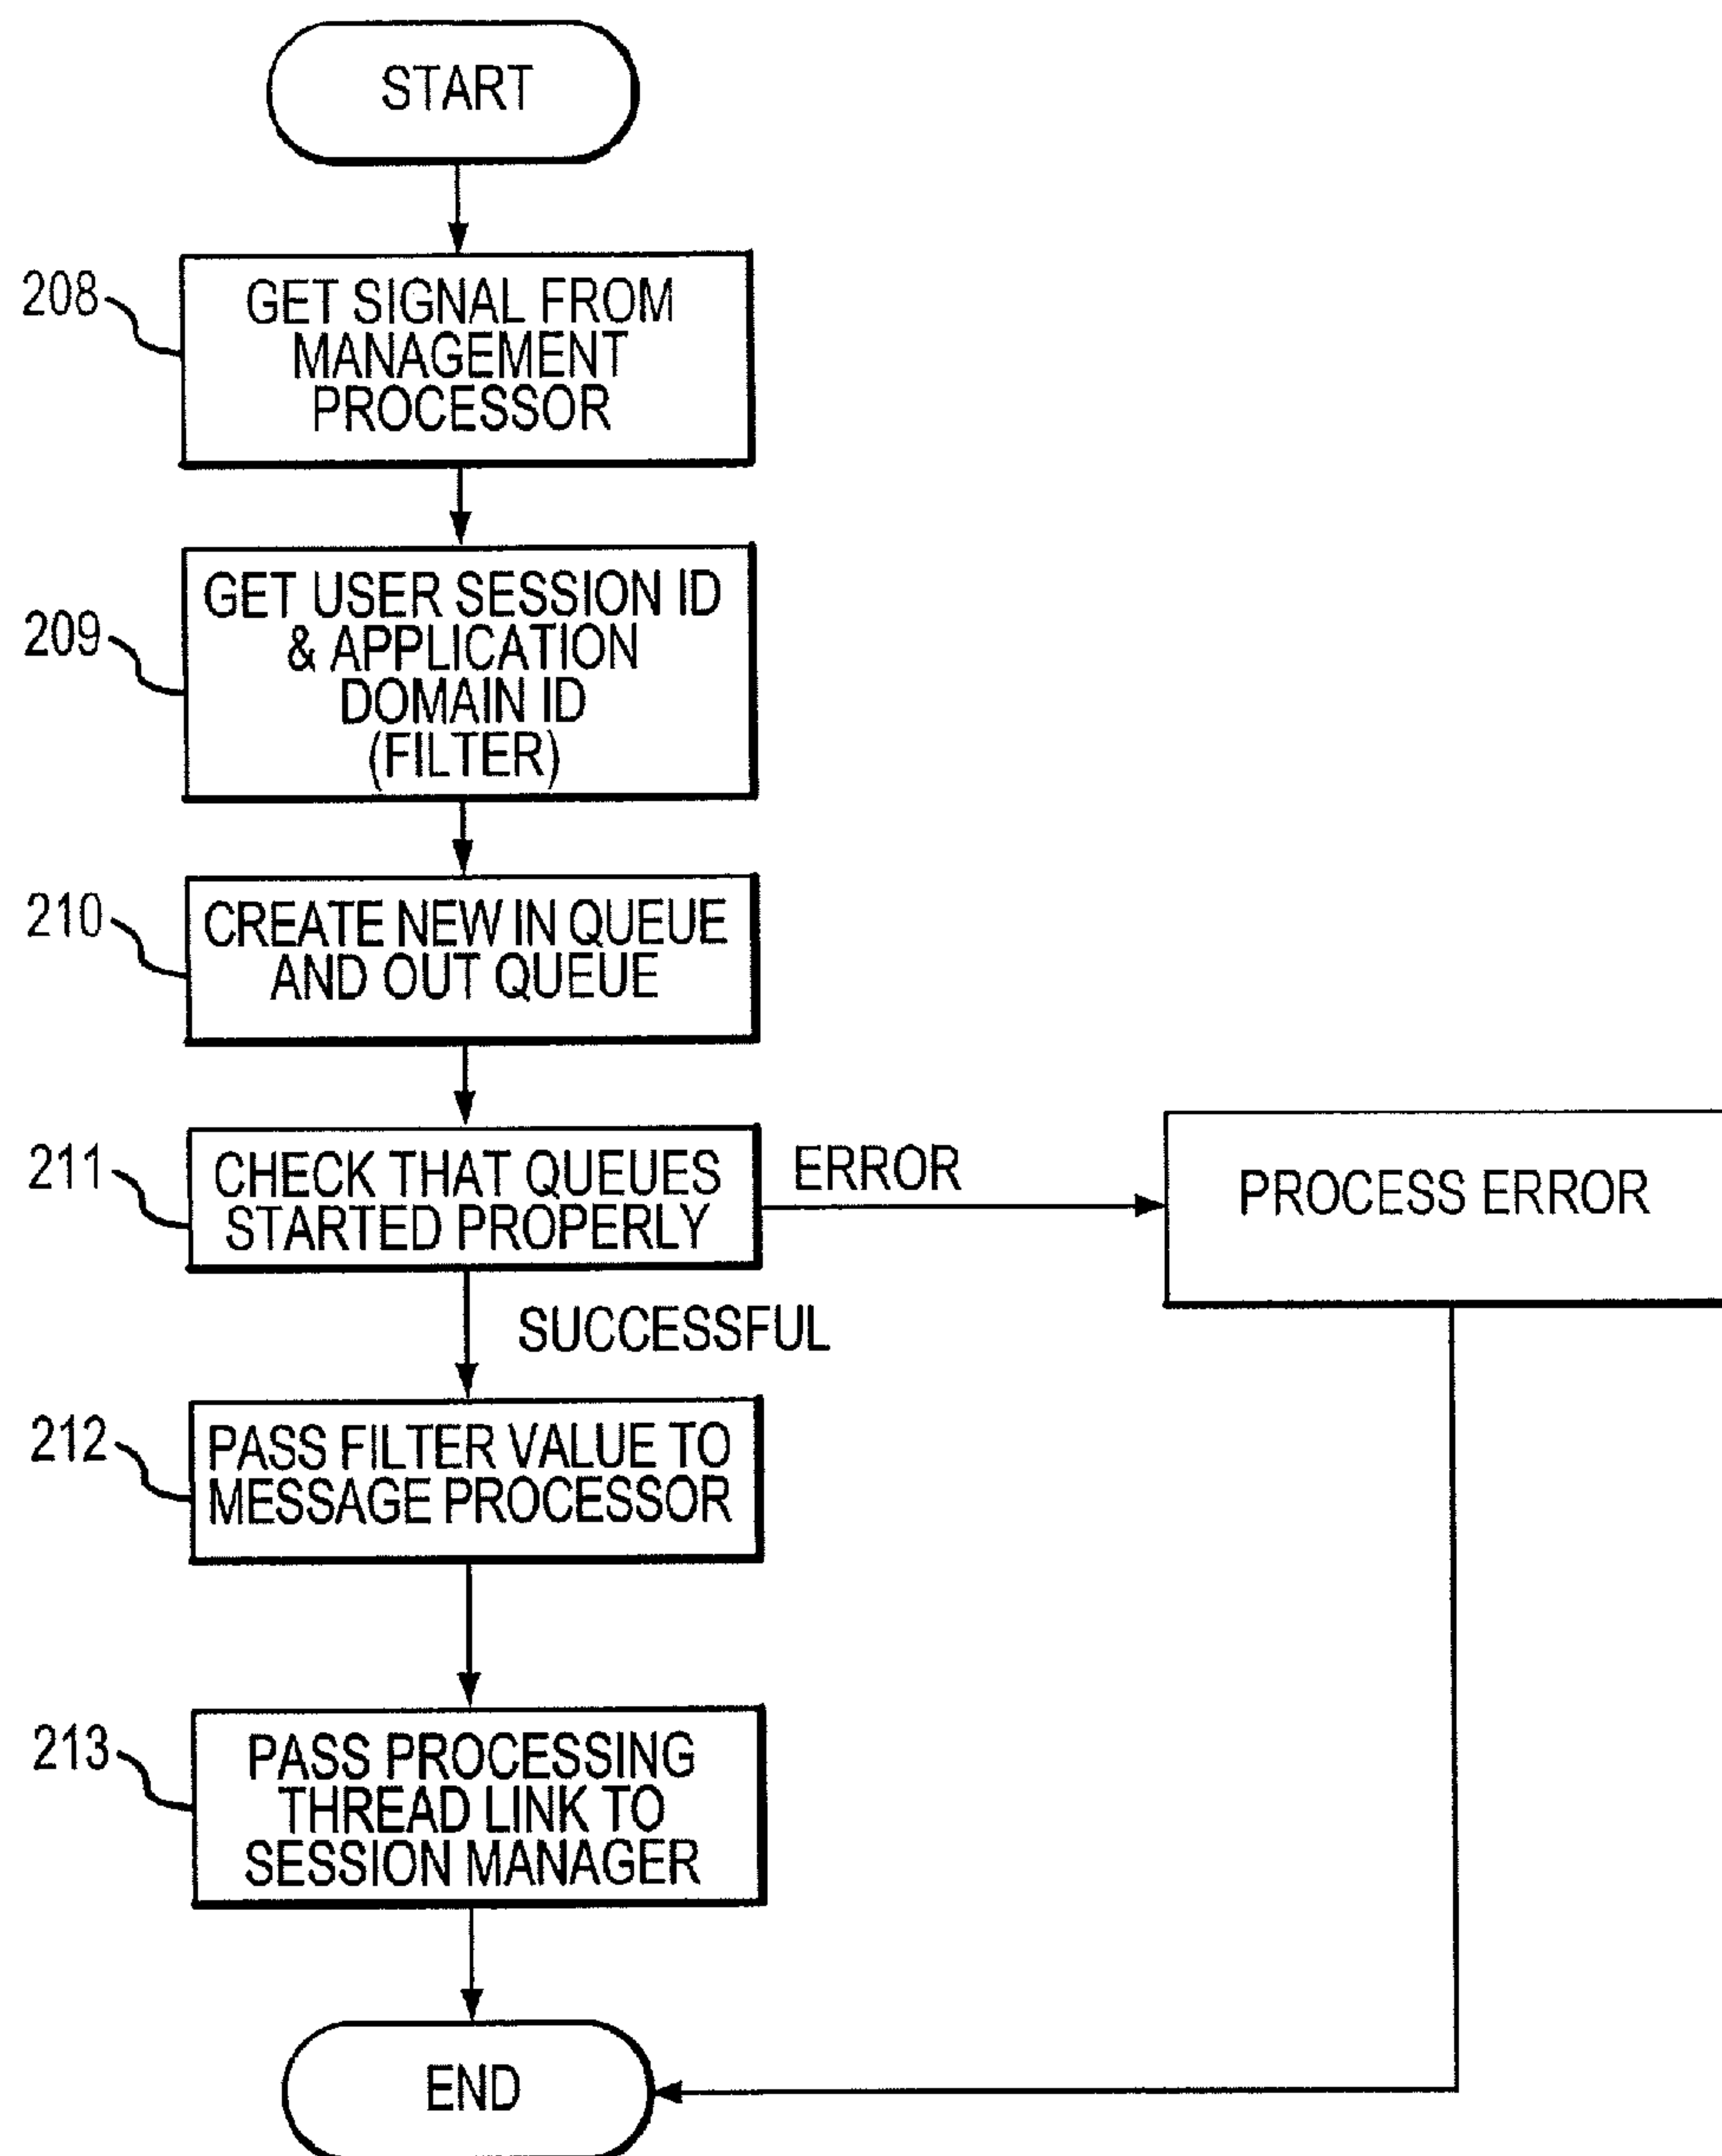 START
208
GET SIGNAL FROM
MANAGEMENT
PROCESSOR
209
GET USER SESSION ID
& APPLICATION
DOMAIN ID
(FILTER)
210
CREATE NEW IN QUEUE
AND OUT QUEUE
211
CHECK THAT QUEUES
STARTED PROPERLY
ERROR
PROCESS ERROR
SUCCESSFUL
212
PASS FILTER VALUE TO
MESSAGE PROCESSOR
213
PASS PROCESSING
THREAD LINK TO
SESSION MANAGER
END